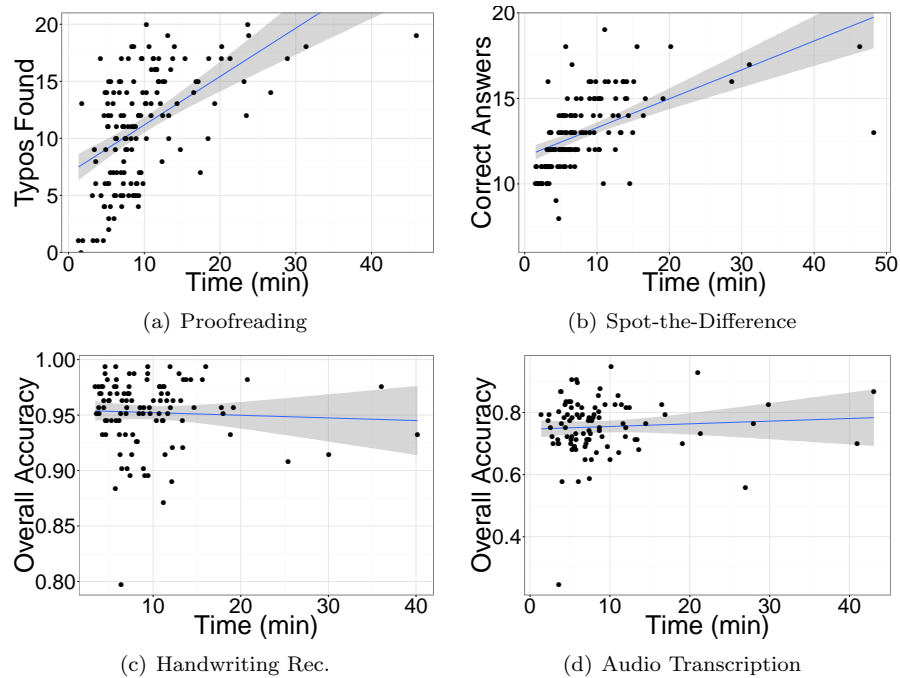 20
15
10
5
0
Typos Found
0 10 20 30 40
Time (min)
(a) Proofreading
20
15
10
Correct Answers
0 10 20 30 40 50
Time (min)
(b) Spot-the-Difference
1.00
0.95
0.90
0.85
0.80
Overall Accuracy
10 20 30 40
Time (min)
(c) Handwriting Rec.
0.8
0.6
0.4
Overall Accuracy
0 10 20 30 40
Time (min)
(d) Audio Transcription